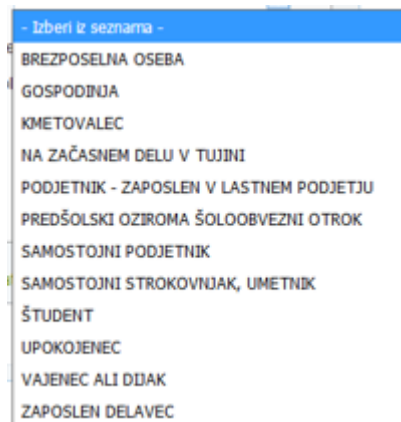 - Izberi iz seznama -
BREZPOSELNA OSEBA
GOSPODINJA
KMETOVALEC
NA ZAČASNEM DELU V TUJINI
PODJETNIK - ZAPOSLEN V LASTNEM PODJETJU
PREDŠOLSKI OZIROMA ŠOLOOBVEZNI OTROK
SAMOSTOJNI PODJETNIK
SAMOSTOJNI STROKOVNJAK, UMETNIK
ŠTUDENT
UPOKOJENEC
VAJENEC ALI DIJAK
ZAPOSLEN DELAVEC